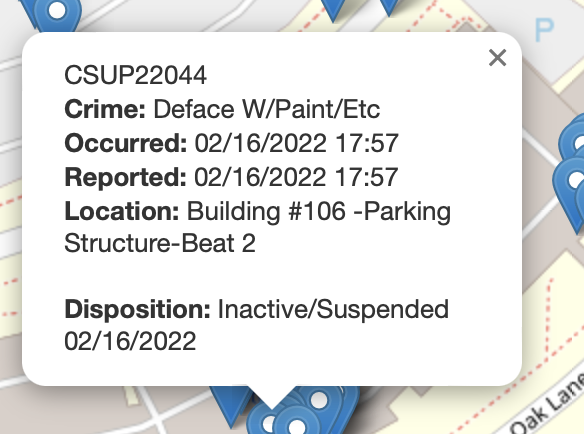 P
×
CSUP22044
Crime: Deface W/Paint/Etc
Occurred: 02/16/2022 17:57
Reported: 02/16/2022 17:57
Location: Building #106 -Parking
Structure-Beat 2
Disposition: Inactive/Suspended
02/16/2022
Oak Lane